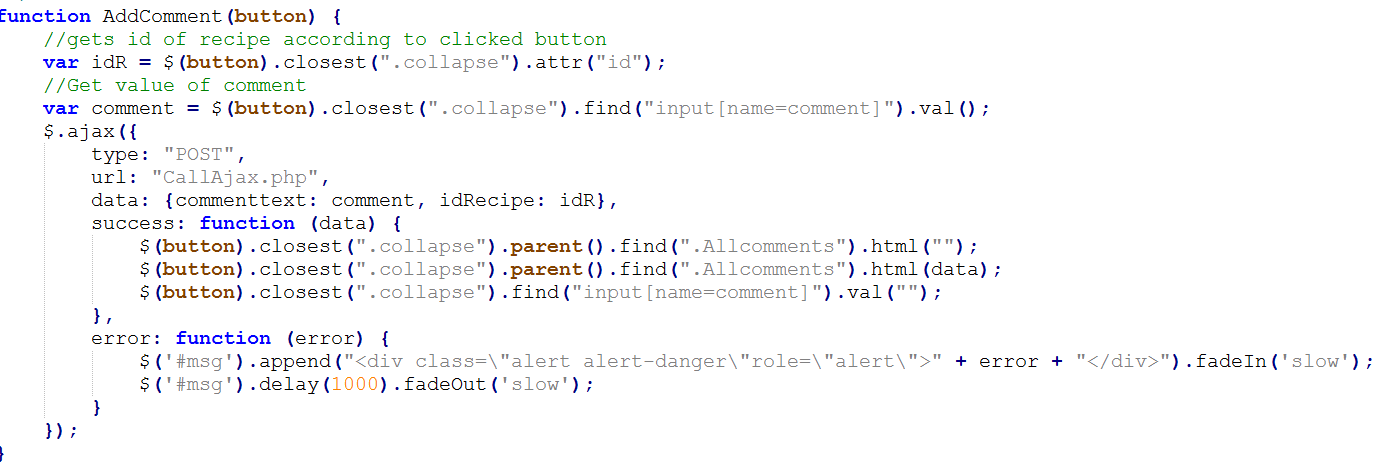 function AddComment(button) {
//gets id of recipe according to clicked button
var idR = $(button).closest(".collapse").attr("id");
//Get value of comment
var comment = $(button).closest(".collapse").find("input[name=comment]").val();
$.ajax({
type: "POST",
url: "CallAjax.php",
data: {commenttext: comment, idRecipe: idR},
success: function (data) {
$(button).closest(".collapse").parent().find(".Allcomments").html("");
$(button).closest(".collapse").parent().find(".Allcomments").html(data);
$(button).closest(".collapse").find("input[name=comment]").val("");
},
error: function (error) {
$('#msg').append("<div class=\"alert alert-danger\"role=\"alert\">" + error + "</div>").fadeIn('slow');
$('#msg').delay(1000).fadeOut('slow');
}
});
}